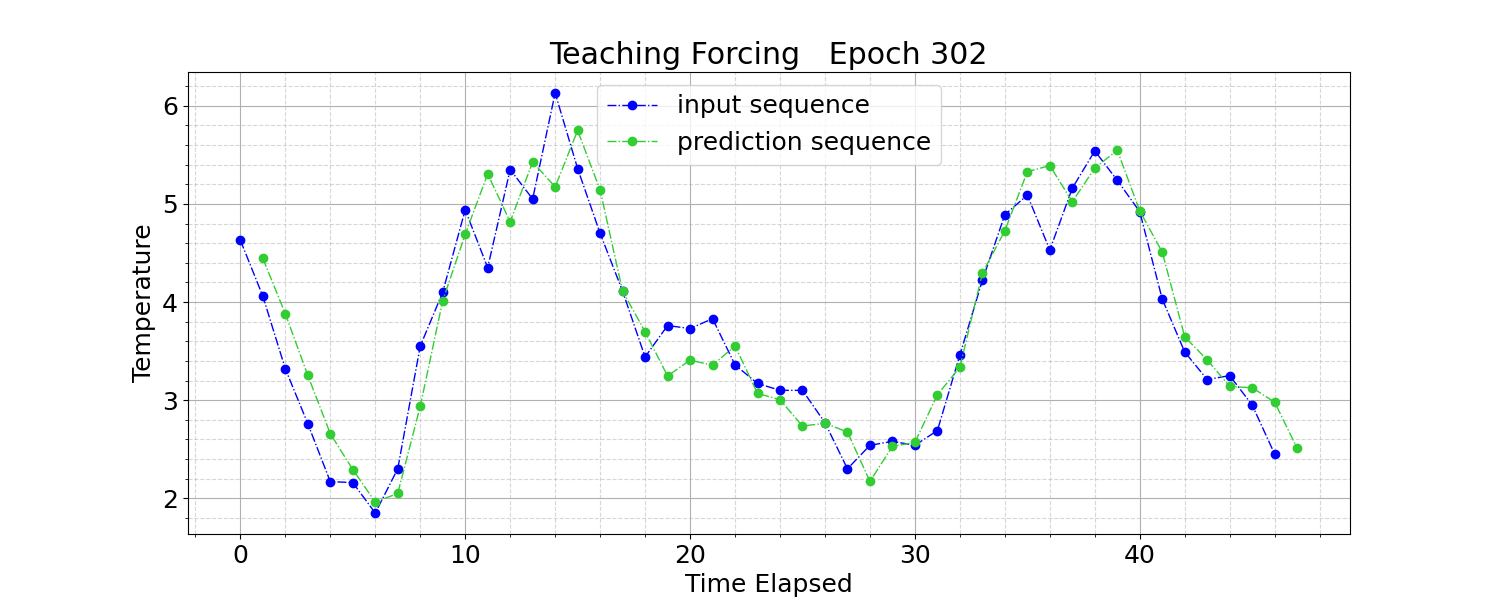 Teaching Forcing   Epoch 302
input sequence
prediction sequence
6
5
4
3
2
Temperature
0 10 20 30 40
Time Elapsed